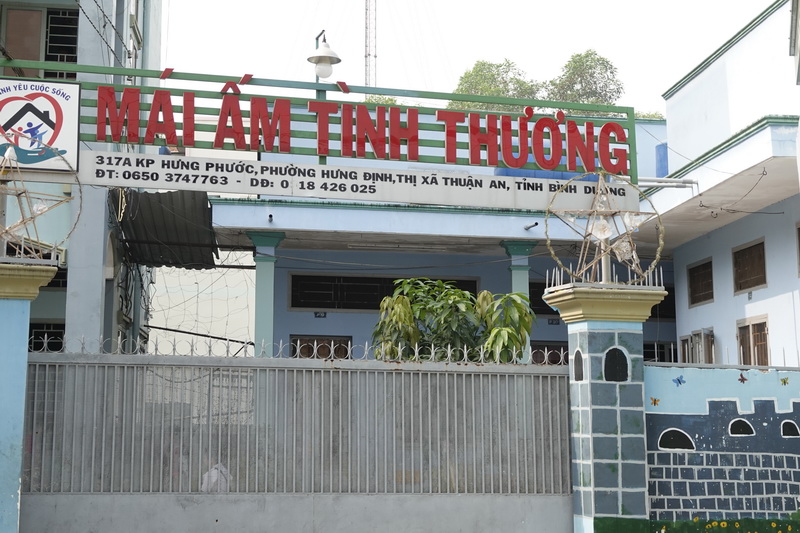 MÁI ẤM TÌNH THƯƠNG
317A KP HƯNG PHƯỚC,PHƯỜNG HƯNG ĐỊNH,THỊ XÃ THUẬN AN, TỈNH BÌNH DƯƠNG
ĐT: 0650 3747763 - DĐ: 0 18 426 025
YÊU CUỘC SỐNG